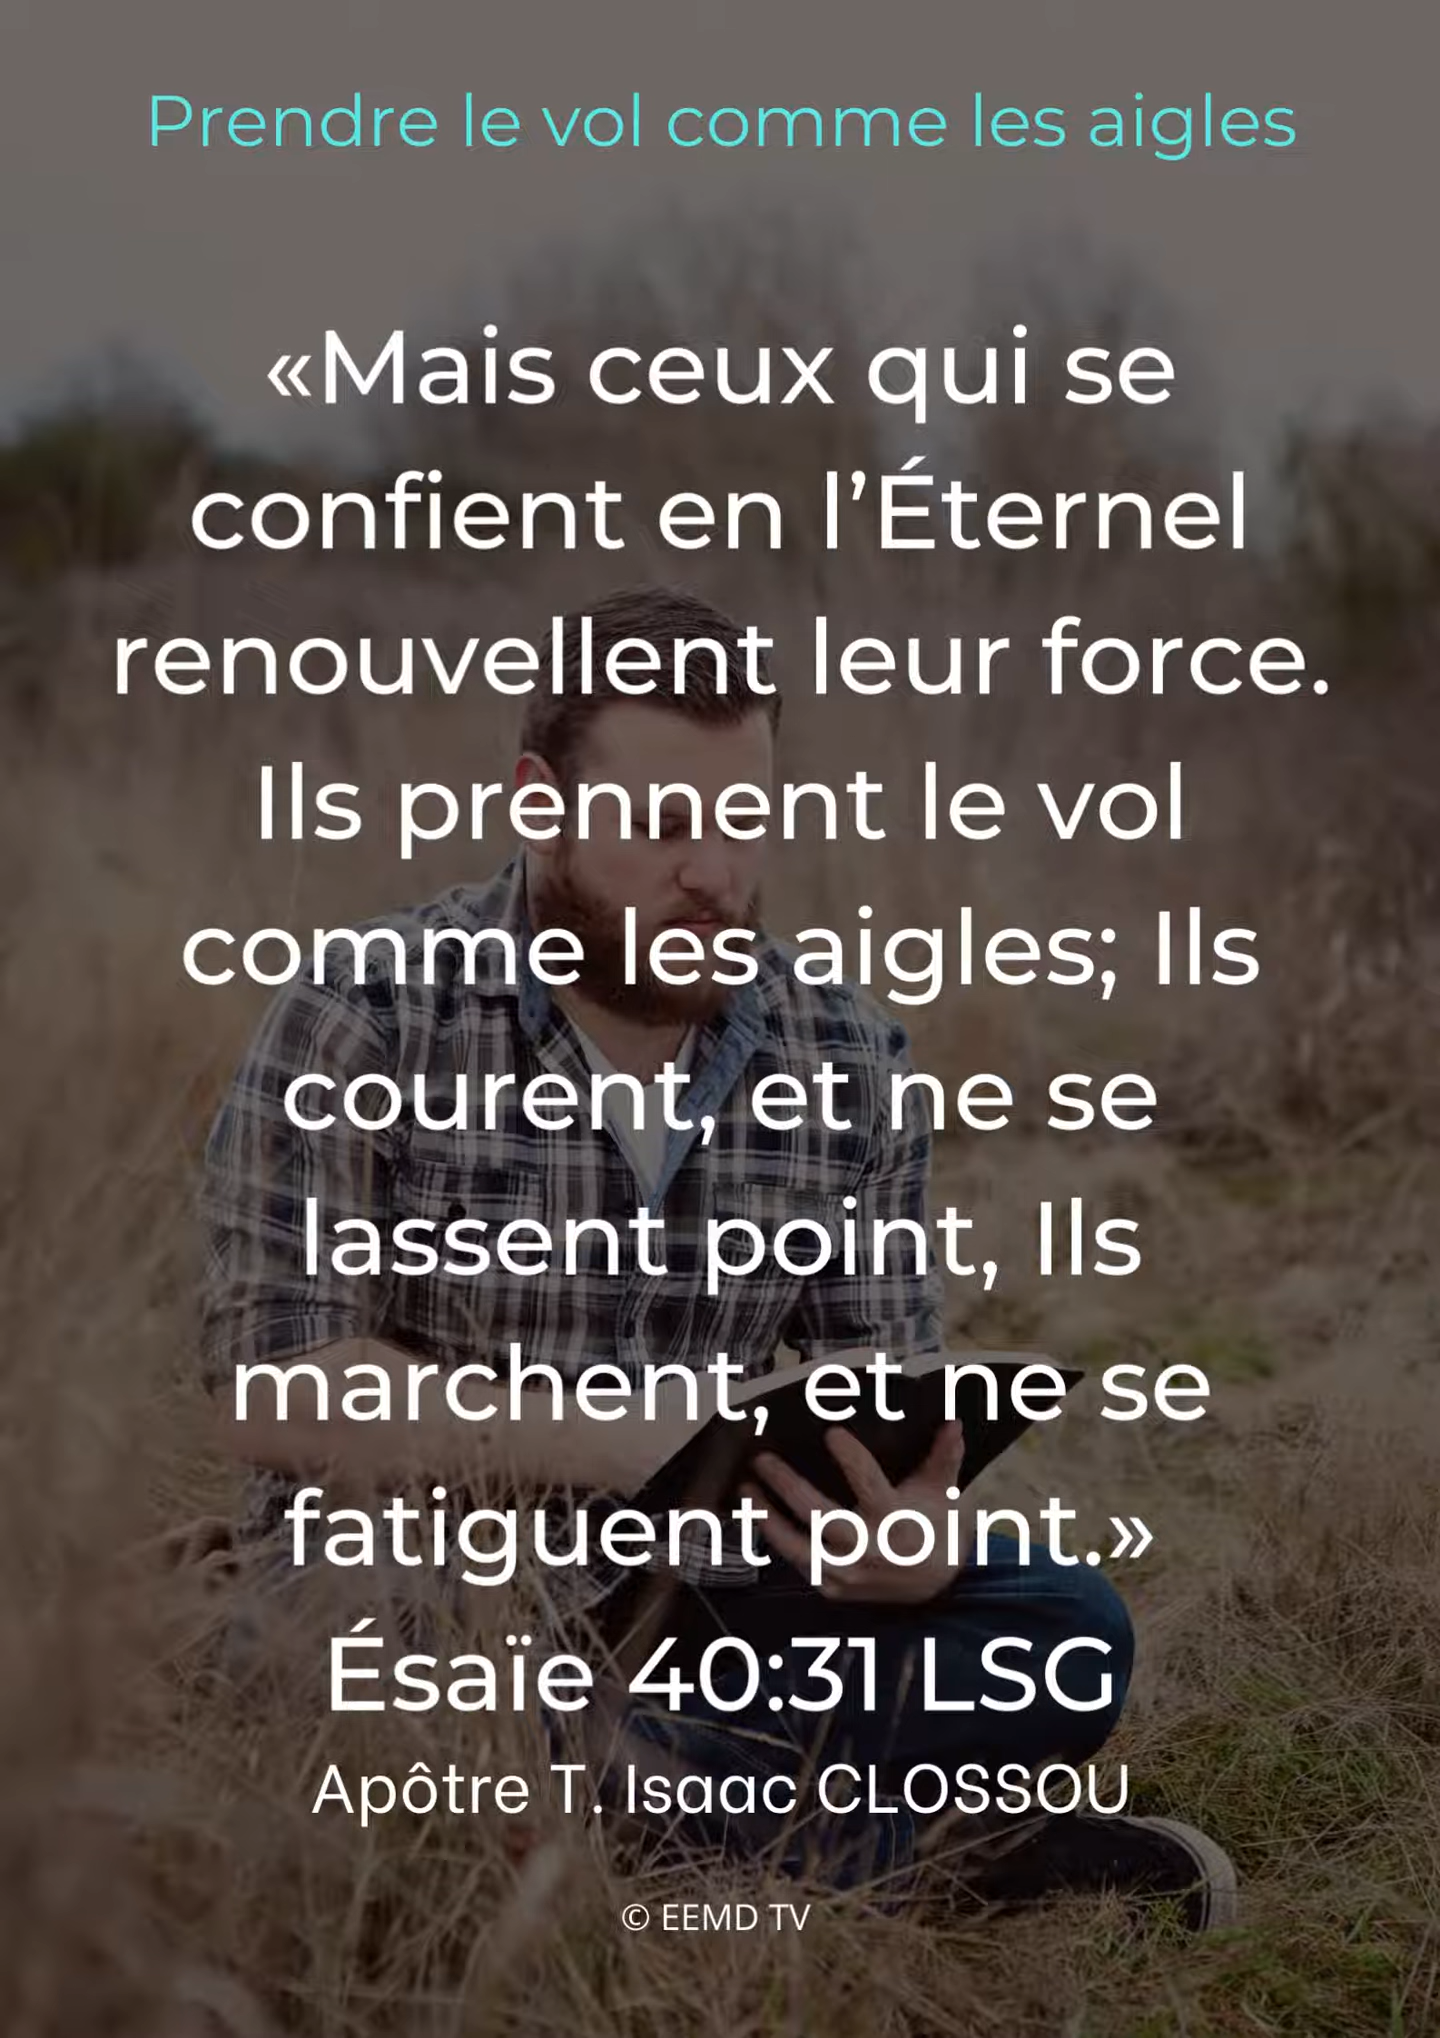 Prendre le vol comme les aigles
«Mais ceux qui se
confient en l’Éternel
renouvellent leur force.
Ils prennent le vol
comme les aigles; Ils
courent, et ne se
lassent point, Ils
marchent, et ne se
fatiguent point.»
Ésaïe 40:31 LSG
Apôtre T. Isaac CLOSSOU
© EEMD TV